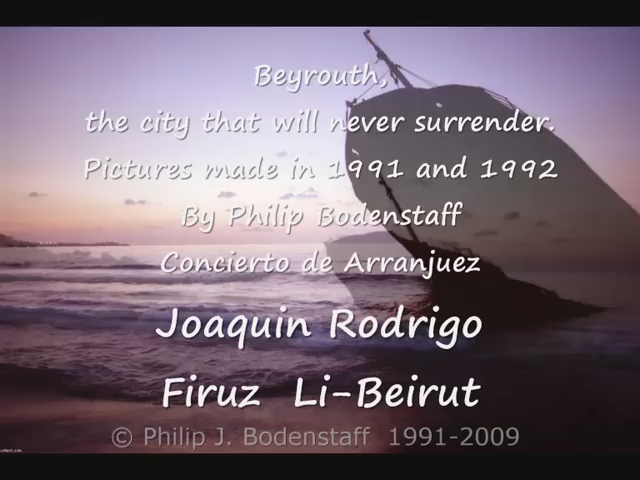 Beyrouth,
the city that will never surrender.
Pictures made in 1991 and 1992
By Philip Bodenstaff
Concierto de Arranjuez
Joaquin Rodrigo
Firuz Li-Beirut
© Philip J. Bodenstaff 1991-2009